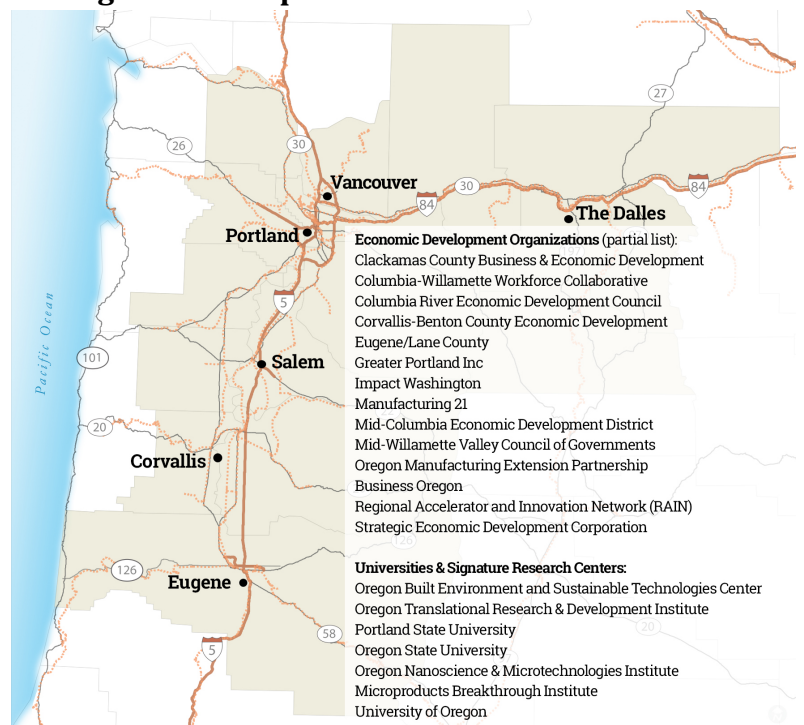 27
26
30
Vancouver
84
30
84
The Dalles
Portland
Economic Development Organizations (partial list):
Clackamas County Business & Economic Development
Columbia-Willamette Workforce Collaborative
Columbia River Economic Development Council
Corvallis-Benton County Economic Development
Eugene/Lane County
Greater Portland Inc
Impact Washington
Manufacturing 21
Mid-Columbia Economic Development District
Mid-Willamette Valley Council of Governments
Oregon Manufacturing Extension Partnership
Business Oregon
Regional Accelerator and Innovation Network (RAIN)
Strategic Economic Development Corporation
Universities & Signature Research Centers:
Oregon Built Environment and Sustainable Technologies Center
Oregon Translational Research & Development Institute
Portland State University
Oregon State University
Oregon Nanoscience & Microtechnologies Institute
Microproducts Breakthrough Institute
University of Oregon
5
Pacific Ocean
101
Salem
20
Corvallis
126
126
Eugene
58
5
20